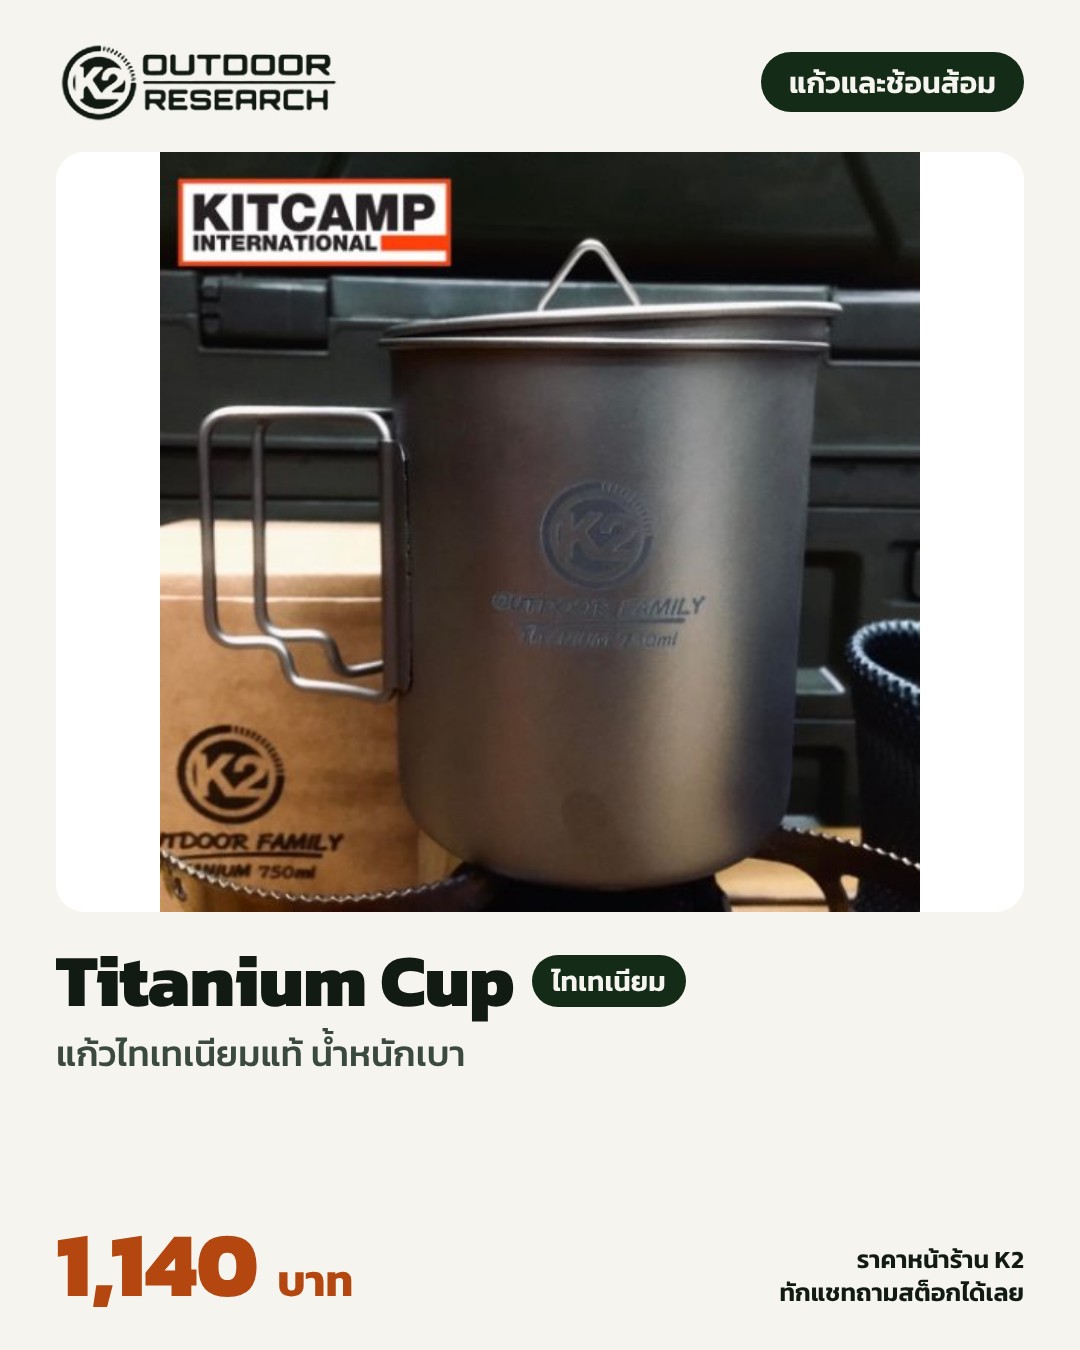 K2 OUTDOOR
RESEARCH
แก้วและช้อนส้อม
KITCAMP
INTERNATIONAL
K2
OUTDOOR FAMILY
TITANIUM 750ml
K2
TDOOR FAMILY
ANIUM 750ml
Titanium Cup ไทเทเนียม
แก้วไทเทเนียมแท้ น้ำหนักเบา
1,140 บาท
ราคาหน้าร้าน K2
ทักแชทถามสต็อกได้เลย